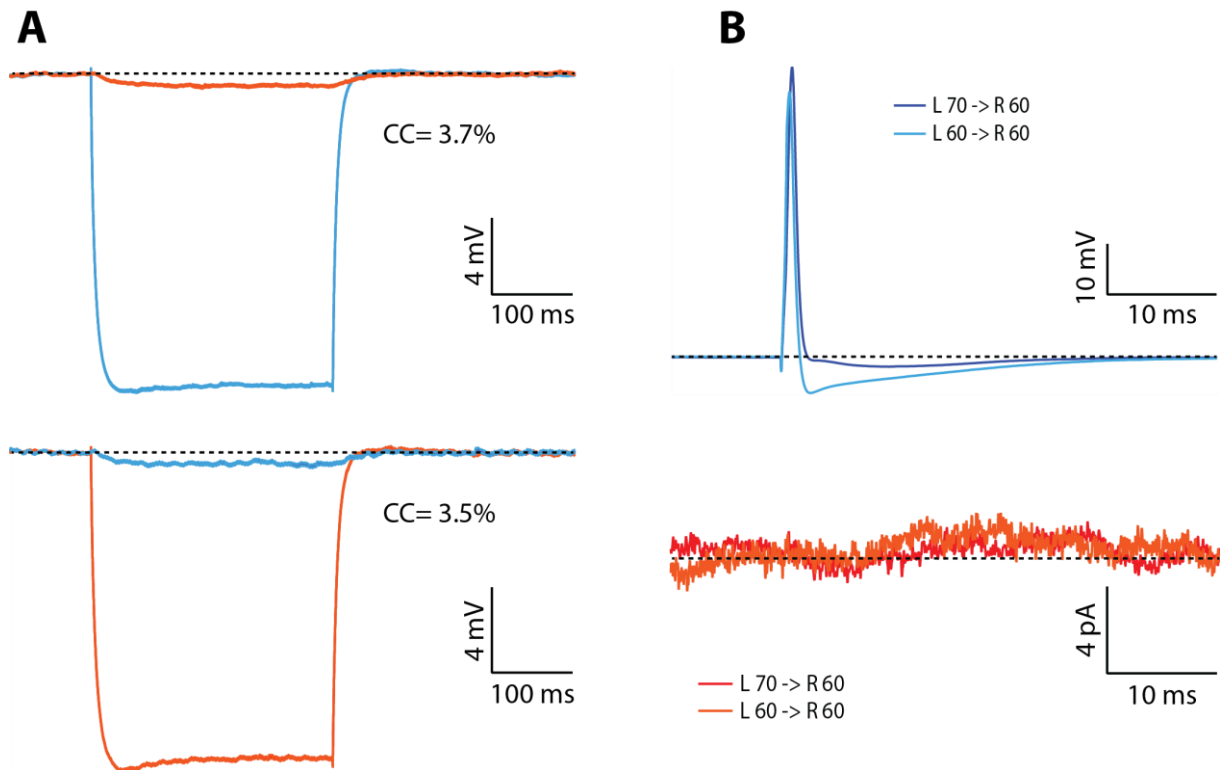 A
CC= 3.7%
4 mV
100 ms
CC= 3.5%
4 mV
100 ms
B
L 70 -> R 60
L 60 -> R 60
10 mV
10 ms
4 pA
10 ms
L 70 -> R 60
L 60 -> R 60